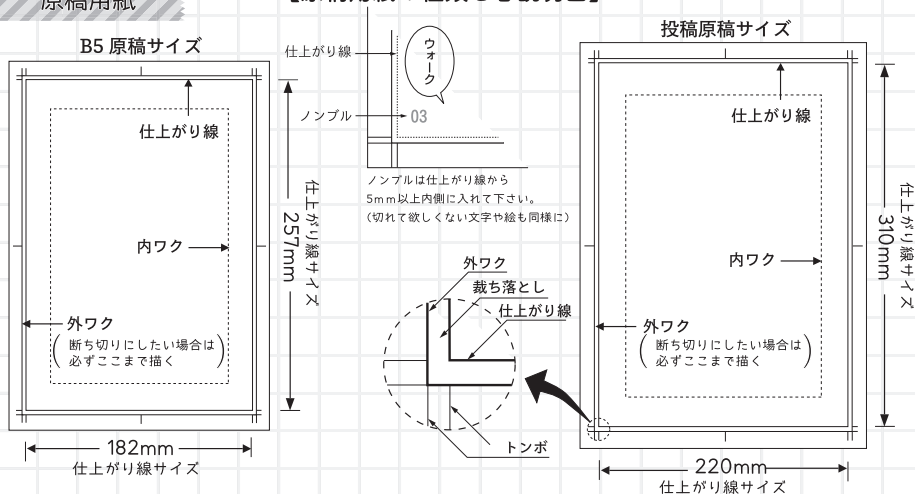 原稿用紙
B5 原稿サイズ
仕上がり線
内ワク
外ワク
(断ち切りにしたい場合は
必ずここまで描く)
257mm
仕上がり線サイズ
182mm
仕上がり線サイズ
仕上がり線
ウォーク
ノンブル
03
ノンブルは仕上がり線から
5mm以上内側に入れて下さい。
(切れて欲しくない文字や絵も同様に)
外ワク
裁ち落とし
仕上がり線
トンボ
投稿原稿サイズ
仕上がり線
内ワク
外ワク
(断ち切りにしたい場合は
必ずここまで描く)
310mm
仕上がり線サイズ
220mm
仕上がり線サイズ